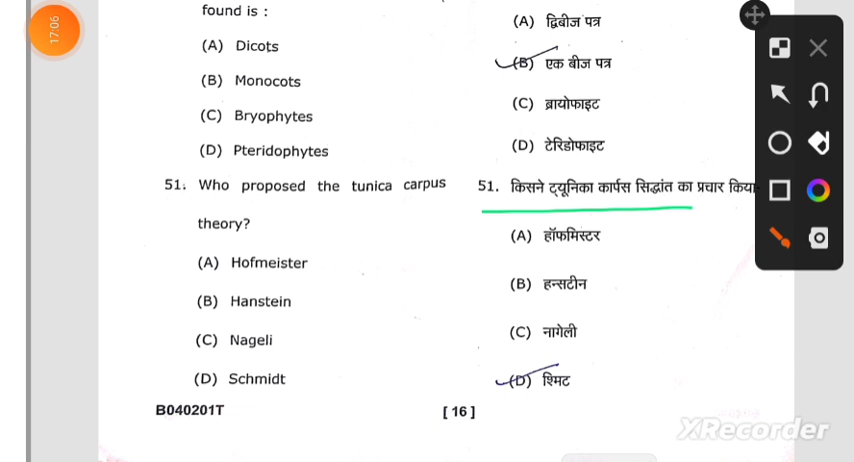 17:06
found is :
(A) Dicots
(B) Monocots
(C) Bryophytes
(D) Pteridophytes
51. Who proposed the tunica carpus
theory?
(A) Hofmeister
(B) Hanstein
(C) Nageli
(D) Schmidt
(A) द्विबीज पत्र
(B) एक बीज पत्र
(C) ब्रायोफाइट
(D) टेरिडोफाइट
51. किसने ट्यूनिका कार्पस सिद्धांत का प्रचार किया
(A) हॉफमिस्टर
(B) हन्सटीन
(C) नागेली
(D) श्मिट
B040201T
[ 16 ]
XRecorder